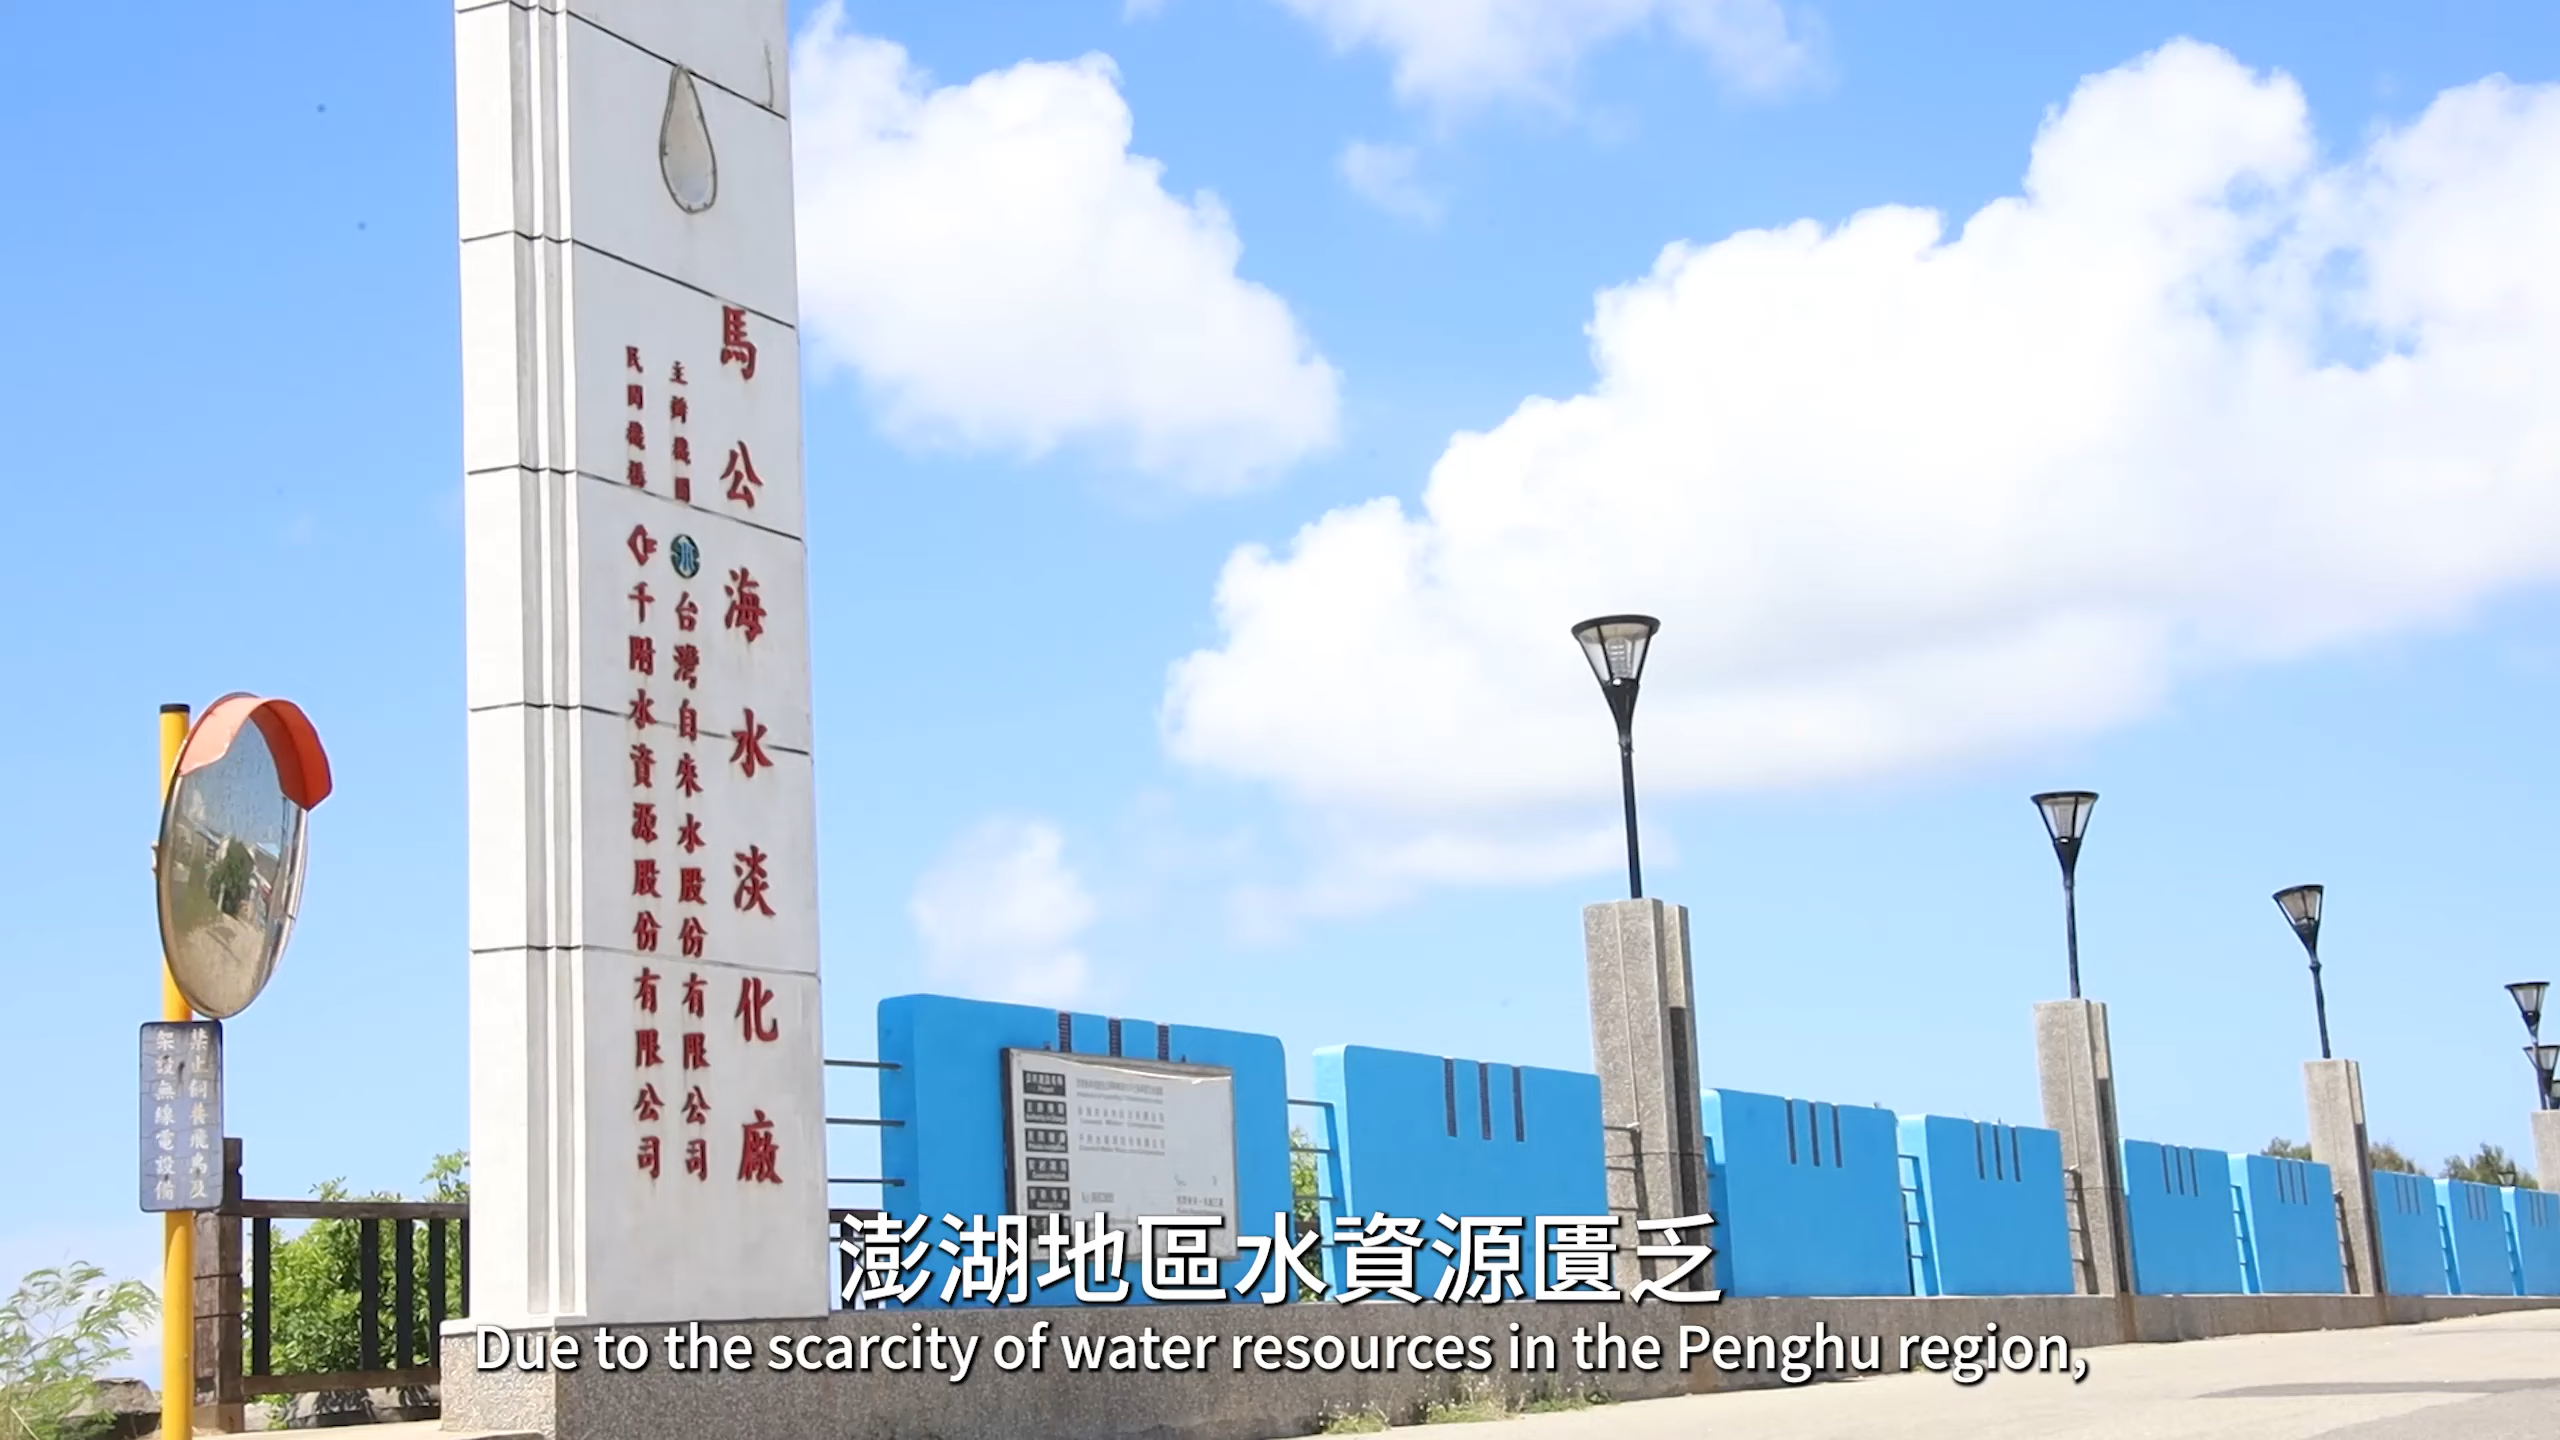 馬公海水淡化廠
主辦機關 台灣自來水股份有限公司
民間機構 千附水資源股份有限公司
禁止飼養飛禽及
架設無線電設備
澎湖地區水資源匱乏
Due to the scarcity of water resources in the Penghu region,